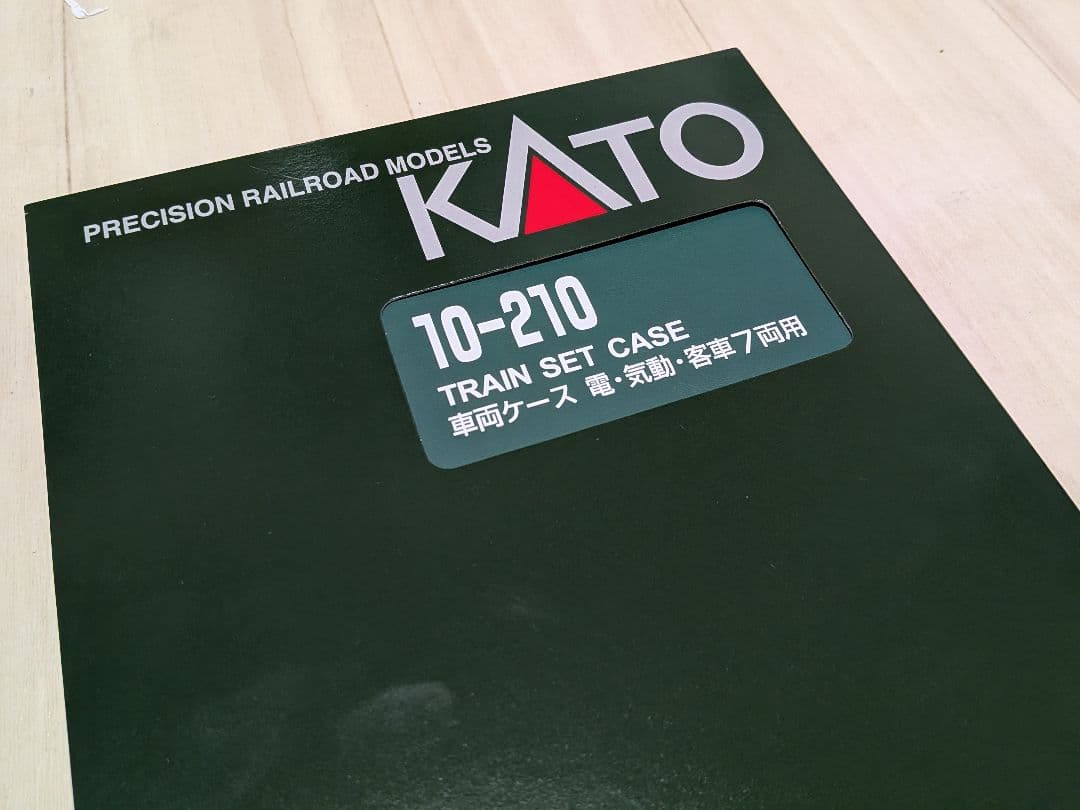 PRECISION RAILROAD MODELS
KATO
10-210
TRAIN SET CASE
車両ケース 電・気動・客車7両用